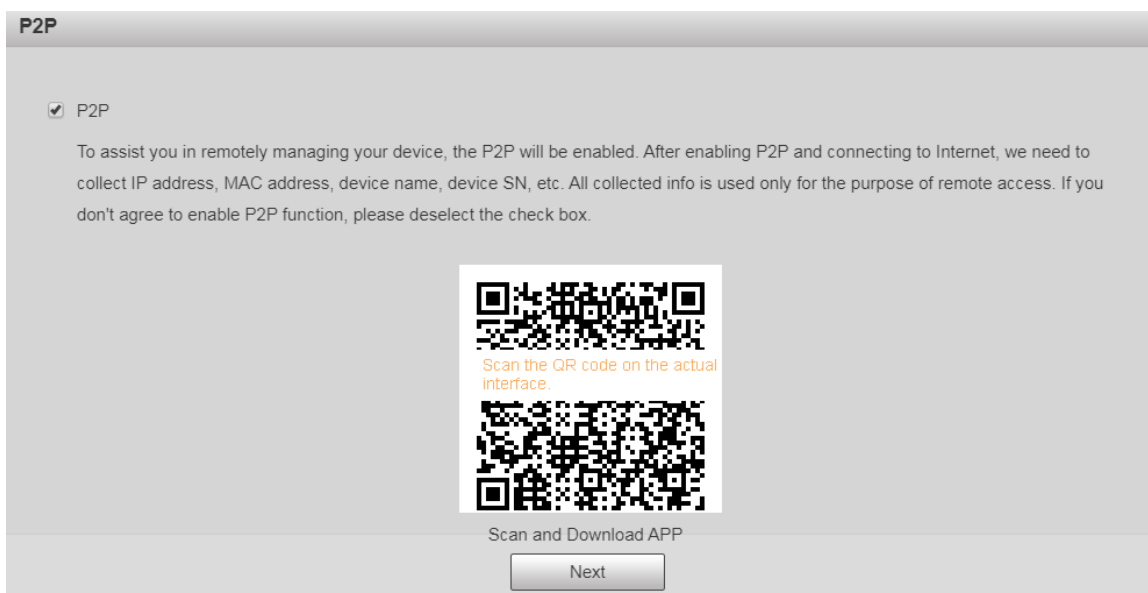 P2P
P2P
To assist you in remotely managing your device, the P2P will be enabled. After enabling P2P and connecting to Internet, we need to
collect IP address, MAC address, device name, device SN, etc. All collected info is used only for the purpose of remote access. If you
don't agree to enable P2P function, please deselect the check box.
Scan the QR code on the actual
interface.
Scan and Download APP
Next